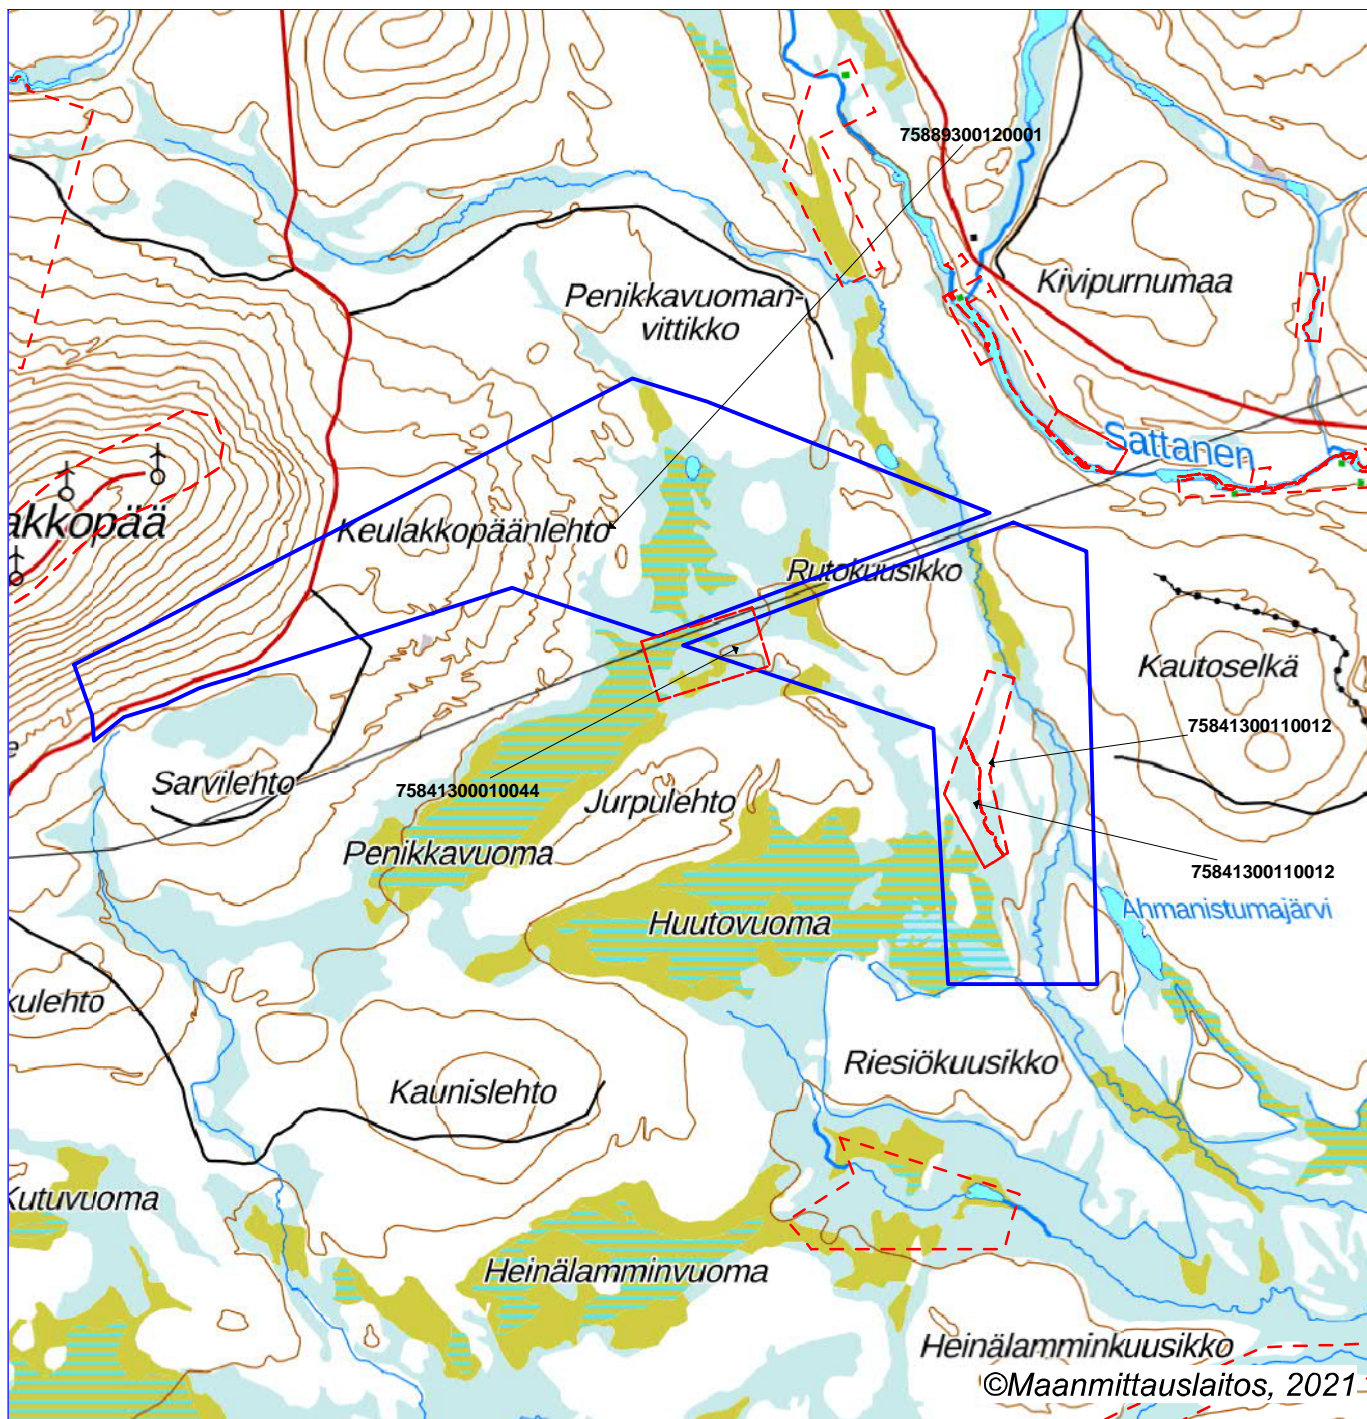 75889300120001
Kivipurnumaa
Penikkavuoman-
vittikko
Sattanen
akkopää
Keulakkopäänlehto
Rutokuusikko
Kautoselkä
75841300110012
Sarvilehto
75841300010044
Jurpulehto
Penikkavuoma
75841300110012
Ahmanistumajärvi
Huutovuoma
kulehto
Riesiökuusikko
Kaunislehto
Kutuvuoma
Heinälamminvuoma
Heinälamminkuusikko
©Maanmittauslaitos, 2021